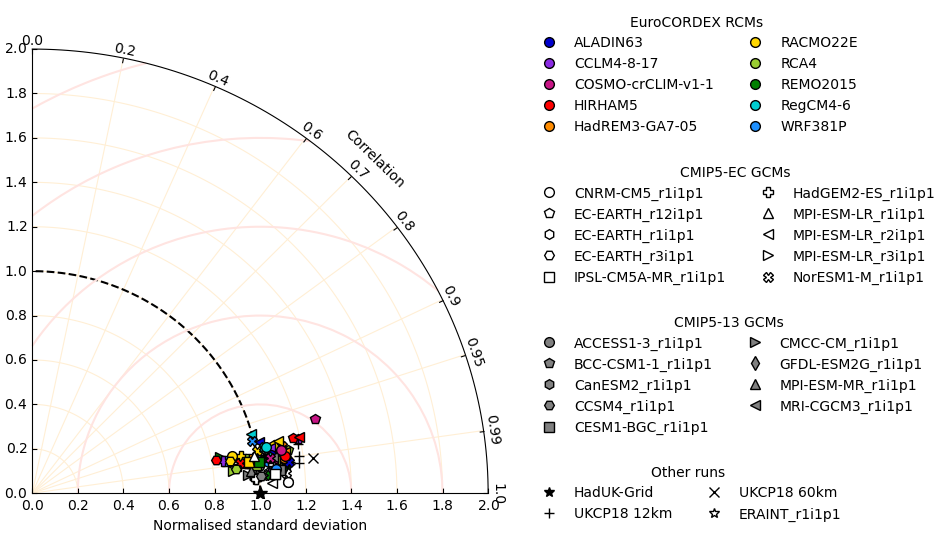 EuroCORDEX RCMs
ALADIN63 RACMO22E
CCLM4-8-17 RCA4
COSMO-crCLIM-v1-1 REMO2015
HIRHAM5 RegCM4-6
HadREM3-GA7-05 WRF381P
CMIP5-EC GCMs
CNRM-CM5_r1i1p1 HadGEM2-ES_r1i1p1
EC-EARTH_r12i1p1 MPI-ESM-LR_r1i1p1
EC-EARTH_r1i1p1 MPI-ESM-LR_r2i1p1
EC-EARTH_r3i1p1 MPI-ESM-LR_r3i1p1
IPSL-CM5A-MR_r1i1p1 NorESM1-M_r1i1p1
CMIP5-13 GCMs
ACCESS1-3_r1i1p1 CMCC-CM_r1i1p1
BCC-CSM1-1_r1i1p1 GFDL-ESM2G_r1i1p1
CanESM2_r1i1p1 MPI-ESM-MR_r1i1p1
CCSM4_r1i1p1 MRI-CGCM3_r1i1p1
CESM1-BGC_r1i1p1
Other runs
HadUK-Grid UKCP18 60km
UKCP18 12km ERAINT_r1i1p1
0.0
0.2
0.4
0.6
0.7
0.8
0.9
0.95
0.99
1.0
Correlation
2.0
1.8
1.6
1.4
1.2
1.0
0.8
0.6
0.4
0.2
0.0
0.0 0.2 0.4 0.6 0.8 1.0 1.2 1.4 1.6 1.8 2.0
Normalised standard deviation